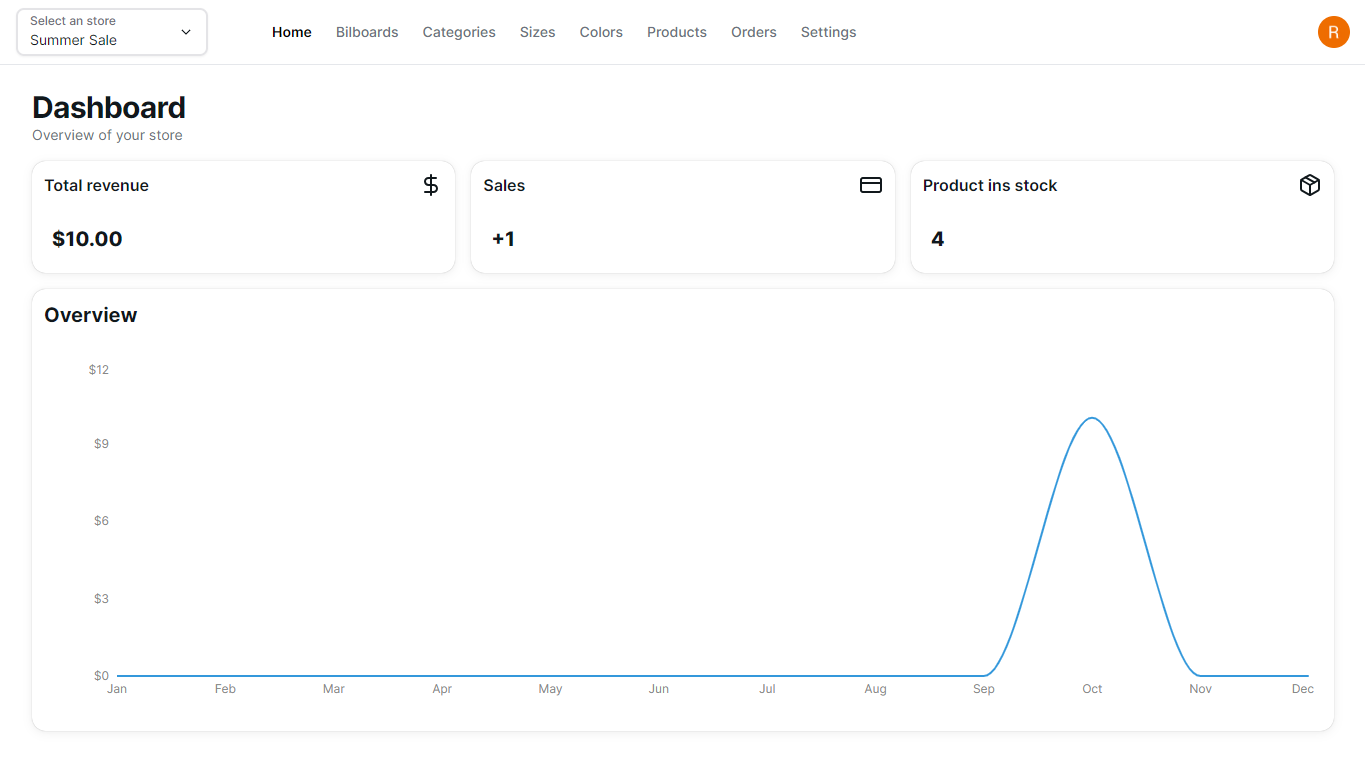 Select an store
Summer Sale
Home Bilboards Categories Sizes Colors Products Orders Settings
R
Dashboard
Overview of your store
Total revenue
$10.00
Sales
+1
Product ins stock
4
Overview
$12
$9
$6
$3
$0
Jan Feb Mar Apr May Jun Jul Aug Sep Oct Nov Dec